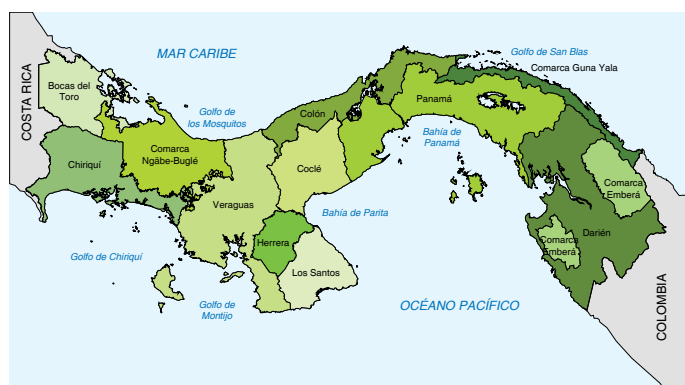 MAR CARIBE
Golfo de San Blas
Comarca Guna Yala
COSTA RICA
Bocas del
Toro
Golfo de
los Mosquitos
Colón
Panamá
Chiriquí
Comarca
Ngäbe-Buglé
Coclé
Bahía de
Panamá
Veraguas
Comarca
Emberá
Bahía de Parita
Herrera
Darién
Comarca
Emberá
Golfo de Chiriquí
Los Santos
Golfo de
Montijo
OCÉANO PACÍFICO
COLOMBIA